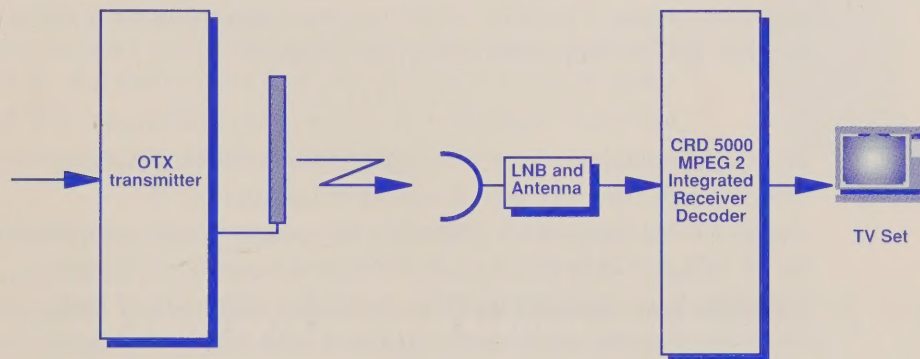 OTX
transmitter
LNB and
Antenna
CRD 5000
MPEG 2
Integrated
Receiver
Decoder
TV Set